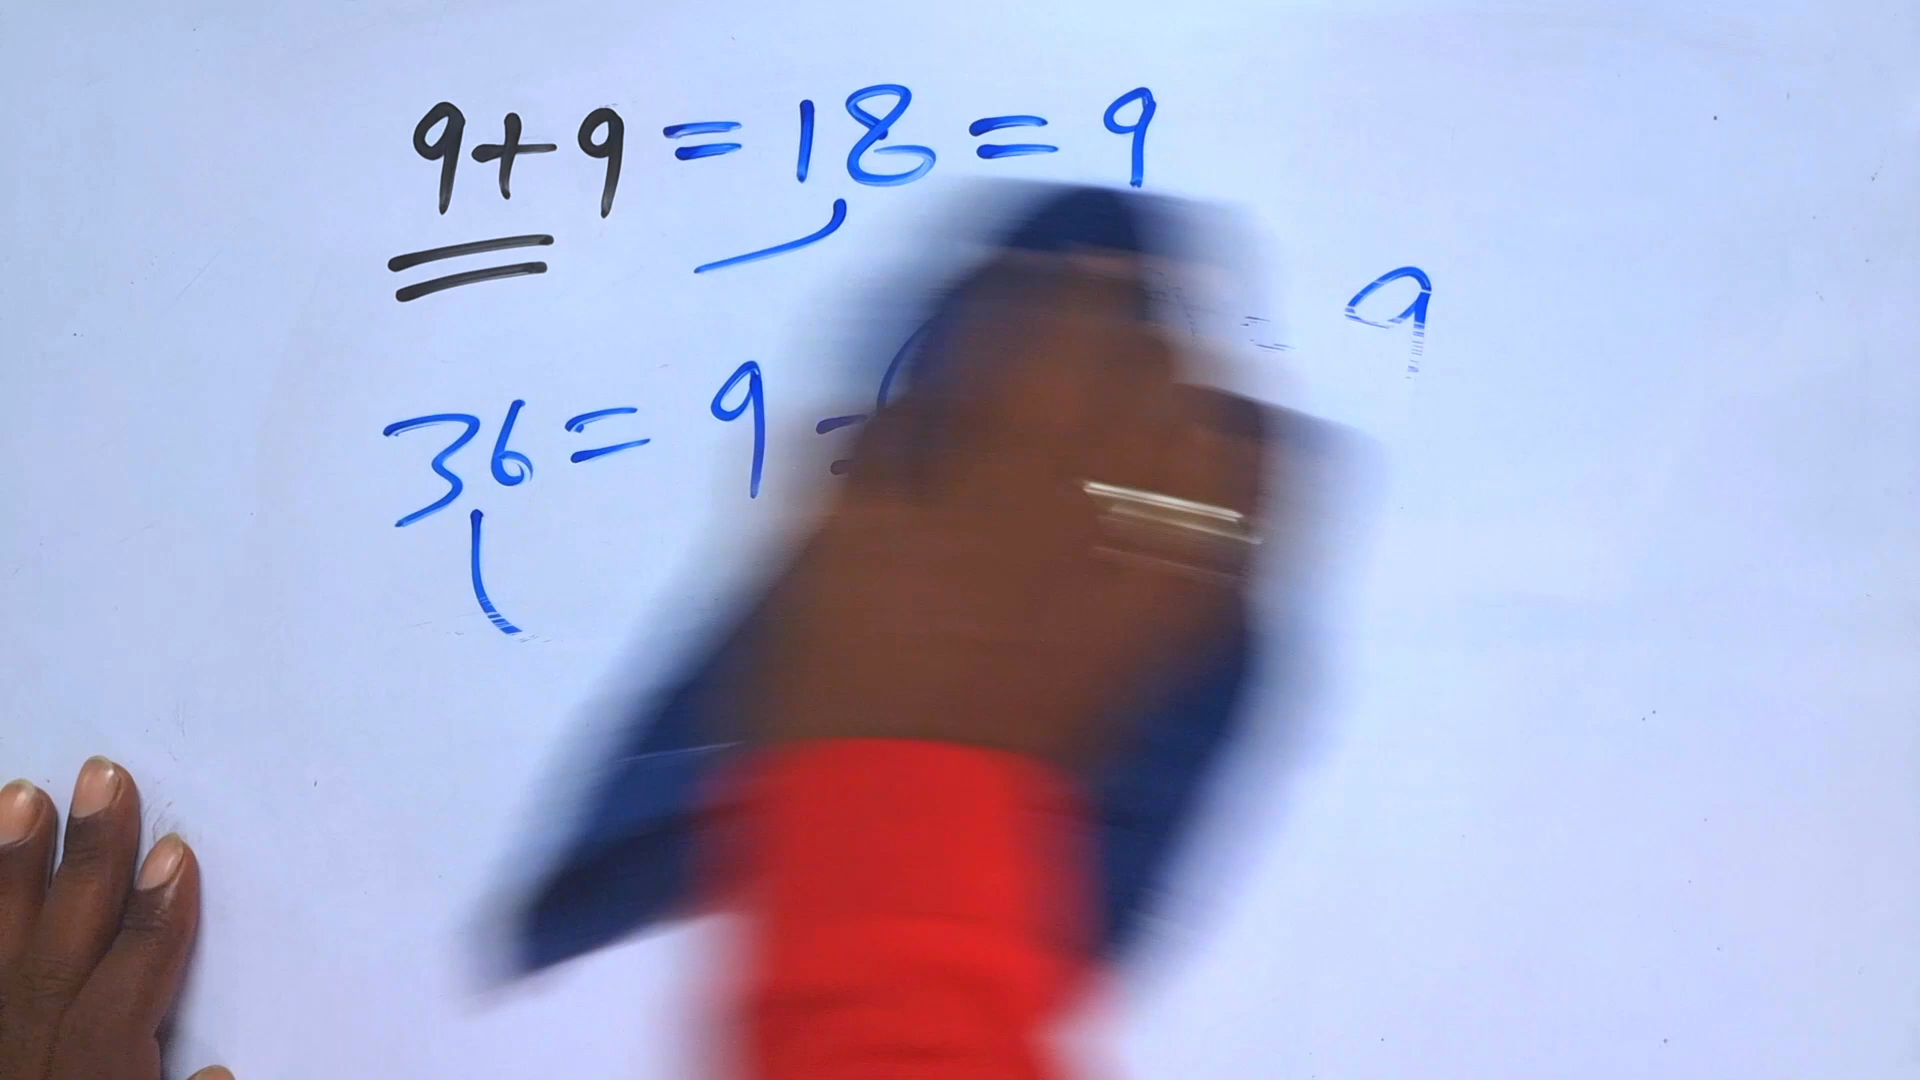 9+9 = 18 = 9
9
36 = 9 =